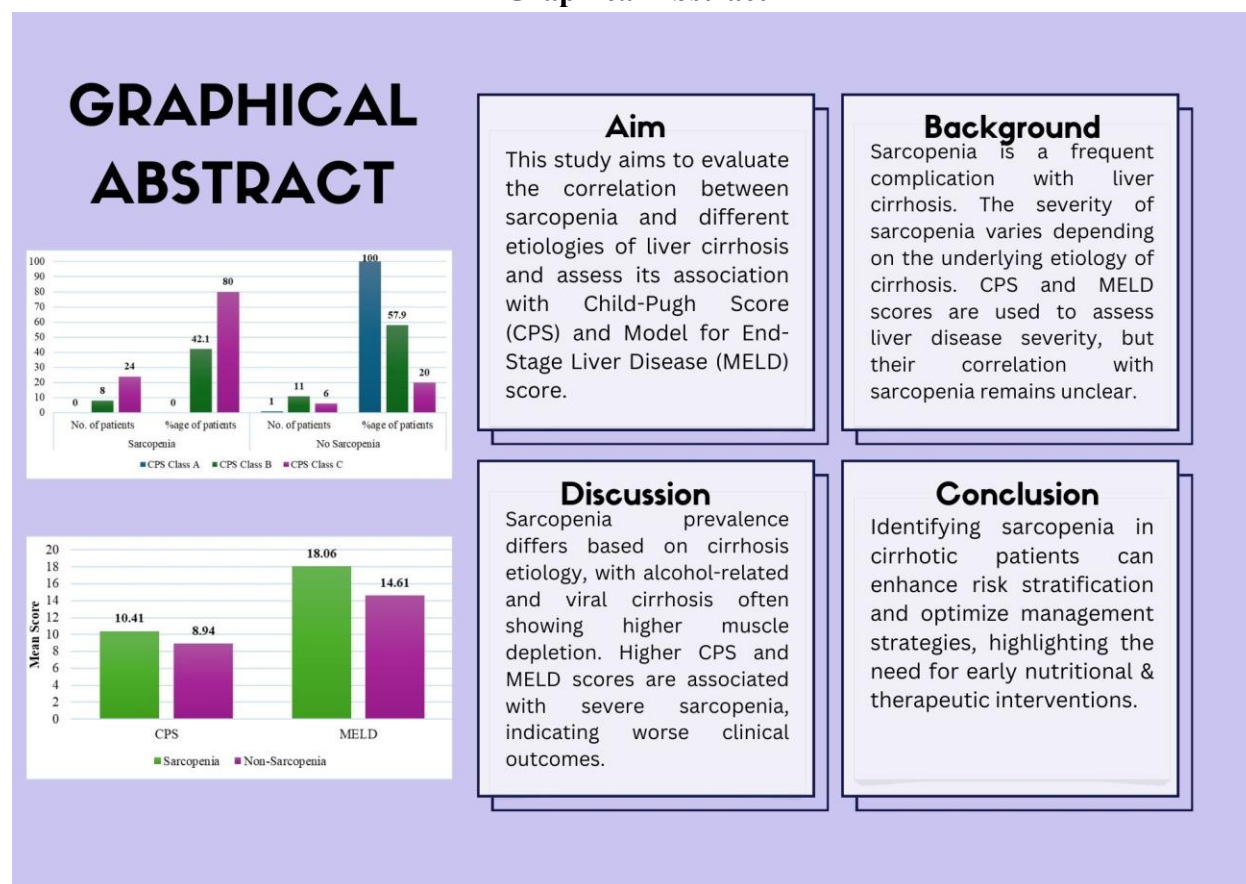 GRAPHICAL
ABSTRACT
100
90
80
70
60
50
40
30
20
10
0
0
8
24
0
42.1
80
1
11
6
100
57.9
20
No. of patients
%age of patients
No. of patients
%age of patients
Sarcopenia
No Sarcopenia
CPS Class A
CPS Class B
CPS Class C
20
18
16
14
12
10
8
6
4
2
0
Mean Score
10.41
8.94
18.06
14.61
CPS
MELD
Sarcopenia
Non-Sarcopenia
Aim
This study aims to evaluate
the correlation between
sarcopenia and different
etiologies of liver cirrhosis
and assess its association
with Child-Pugh Score
(CPS) and Model for End-
Stage Liver Disease (MELD)
score.
Background
Sarcopenia is a frequent
complication with liver
cirrhosis. The severity of
sarcopenia varies depending
on the underlying etiology of
cirrhosis. CPS and MELD
scores are used to assess
liver disease severity, but
their correlation with
sarcopenia remains unclear.
Discussion
Sarcopenia prevalence
differs based on cirrhosis
etiology, with alcohol-related
and viral cirrhosis often
showing higher muscle
depletion. Higher CPS and
MELD scores are associated
with severe sarcopenia,
indicating worse clinical
outcomes.
Conclusion
Identifying sarcopenia in
cirrhotic patients can
enhance risk stratification
and optimize management
strategies, highlighting the
need for early nutritional &
therapeutic interventions.